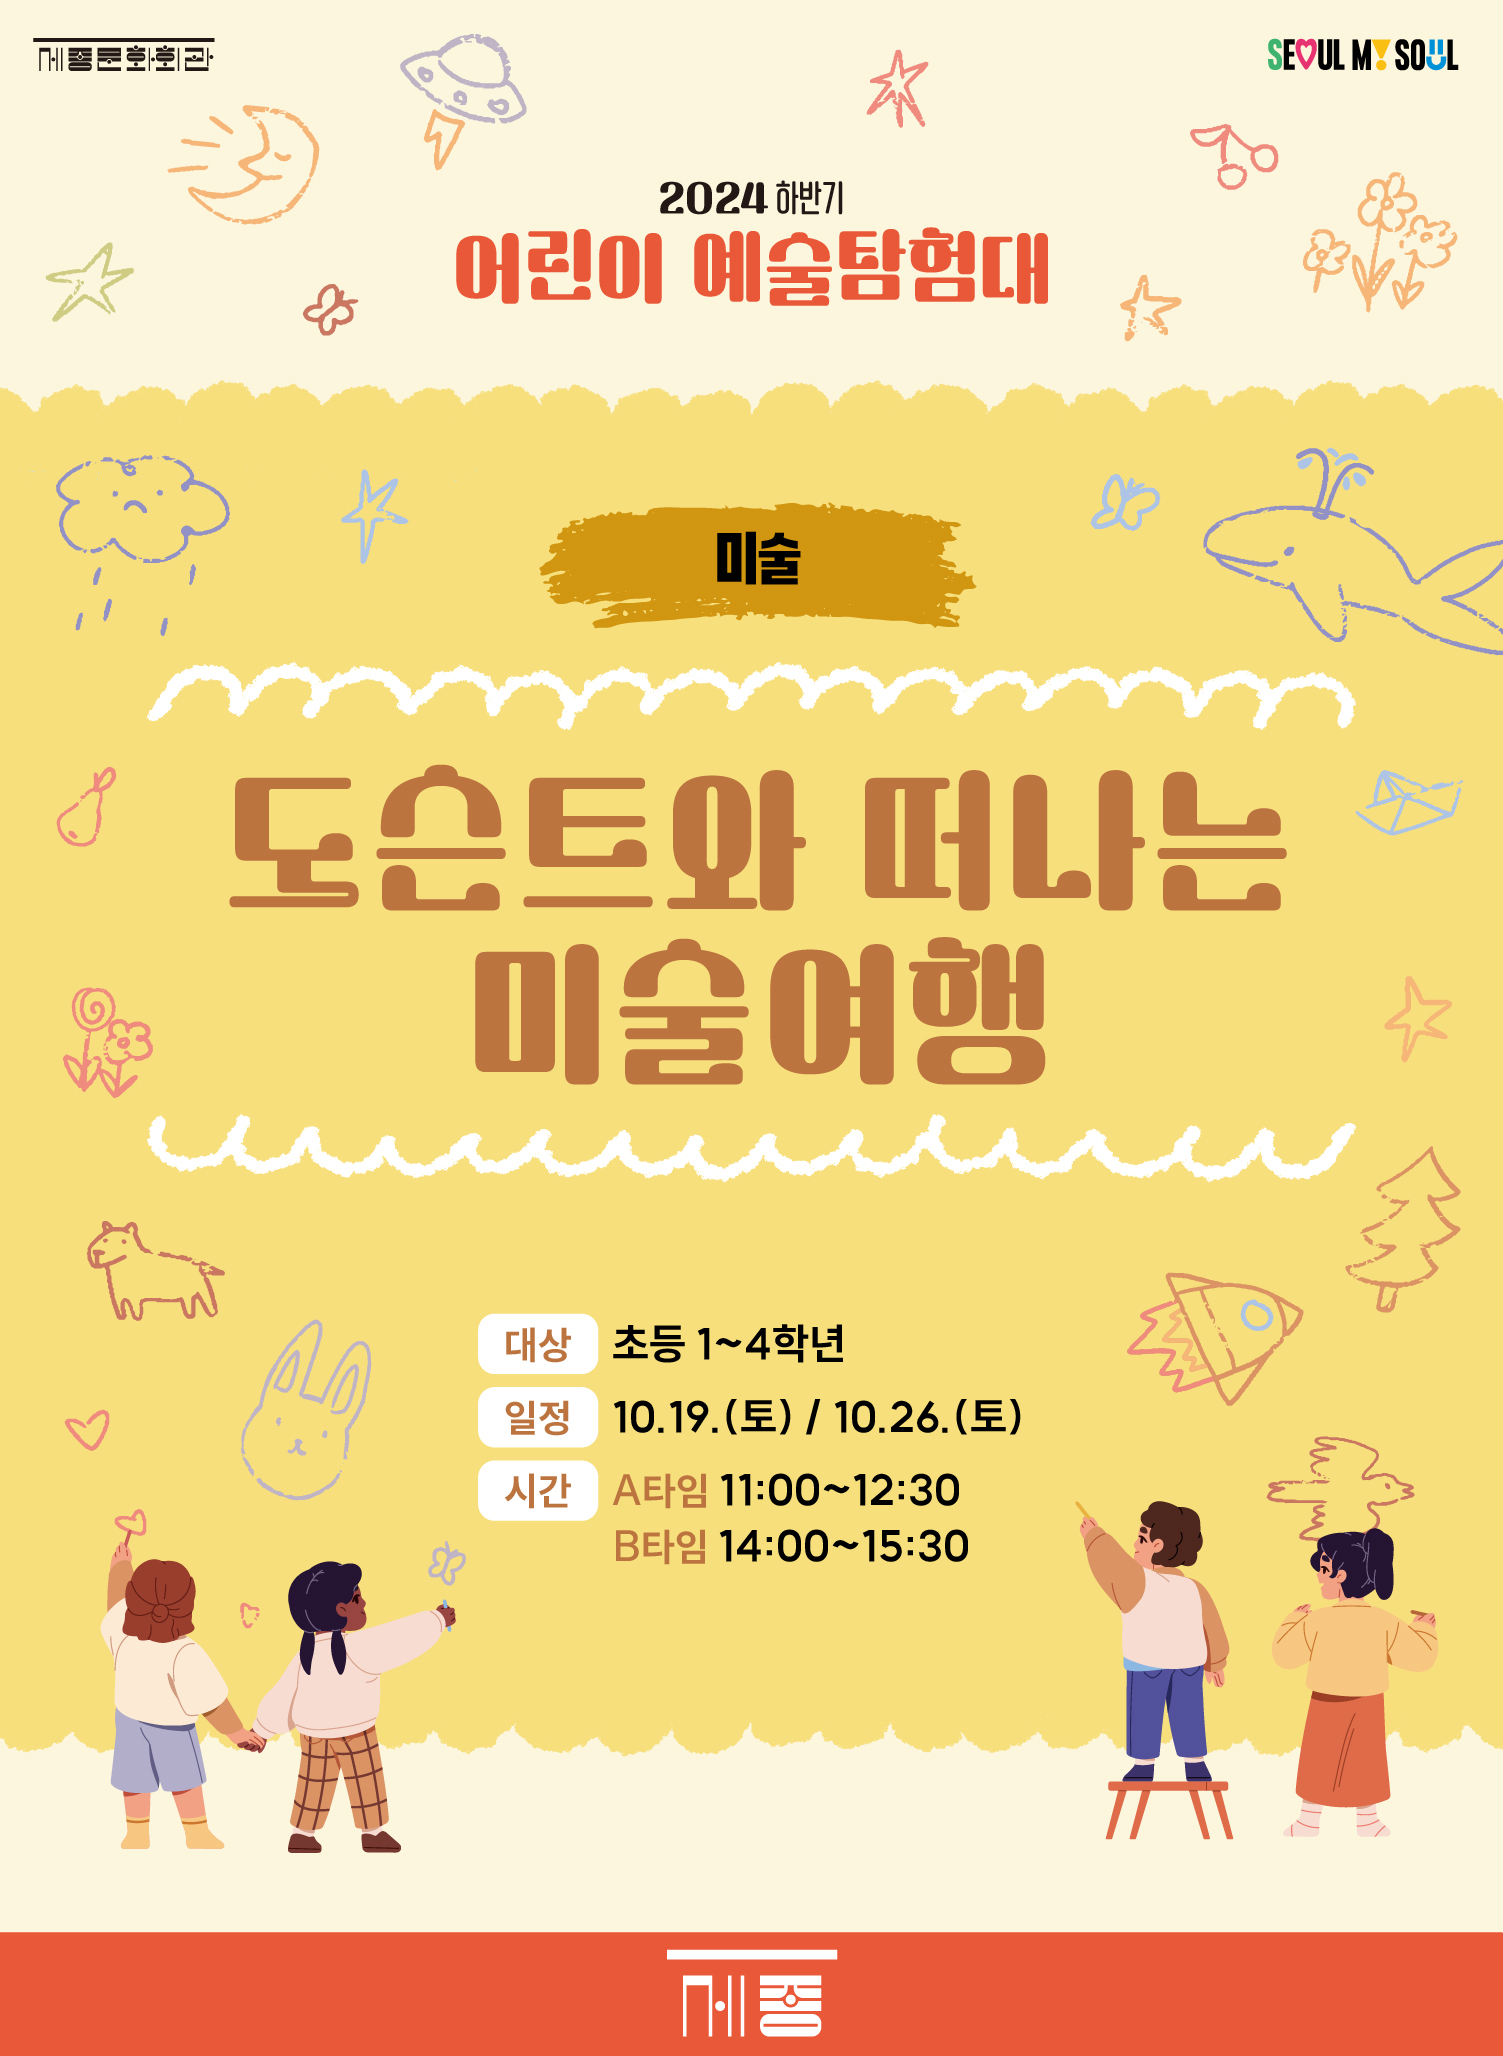 세종문화회관
SEOUL MY SOUL
2024 하반기
어린이 예술탐험대
미술
도슨트와 떠나는
미술여행
대상 초등 1~4학년
일정 10.19.(토) / 10.26.(토)
시간 A타임 11:00~12:30
B타임 14:00~15:30
세종